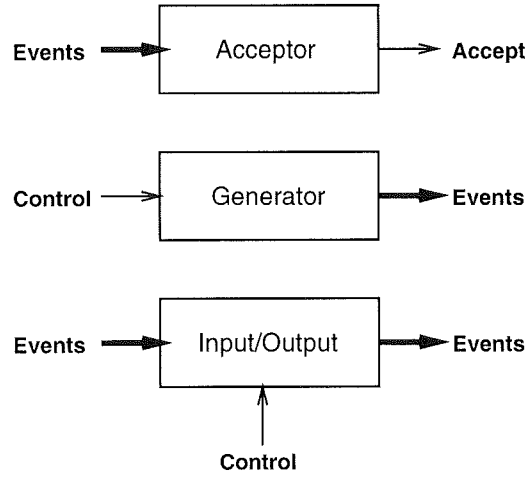 Events Acceptor Accept
Control Generator Events
Events Input/Output Events
Control